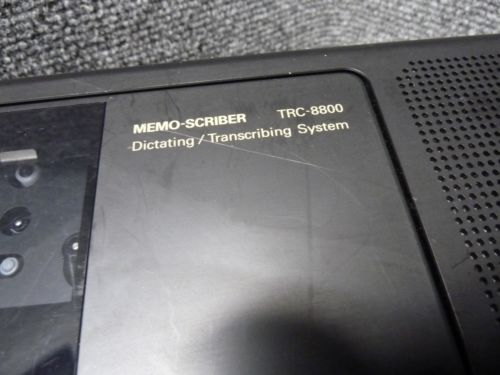 MEMO-SCRIBER TRC-8800
Dictating / Transcribing System